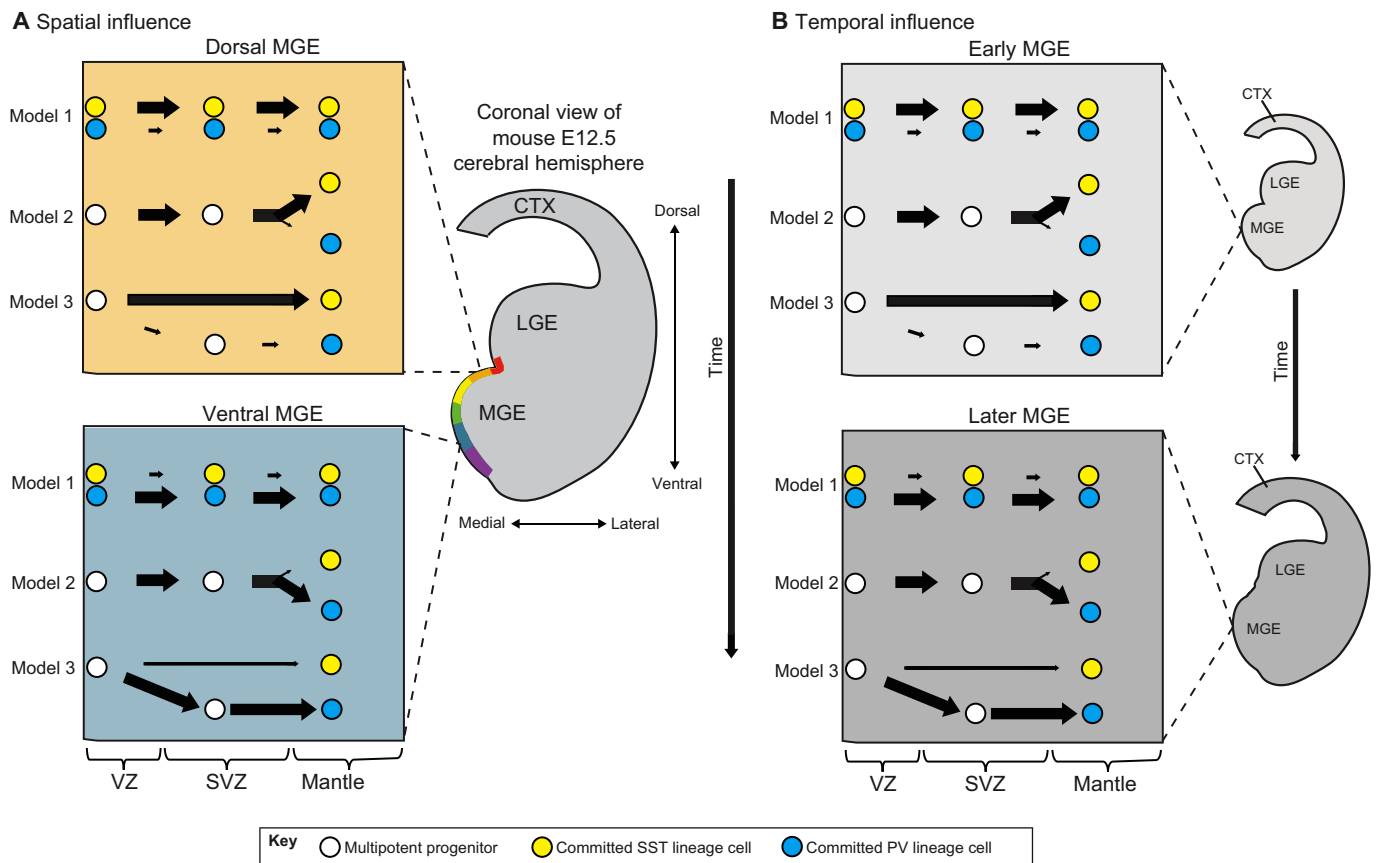 A Spatial influence
Dorsal MGE
Model 1
Model 2
Model 3
Ventral MGE
Model 1
Model 2
Model 3
VZ
SVZ
Mantle
Coronal view of
mouse E12.5
cerebral hemisphere
CTX
LGE
MGE
Dorsal
Ventral
Medial
Lateral
Time
B Temporal influence
Early MGE
Model 1
Model 2
Model 3
CTX
LGE
MGE
Time
Later MGE
Model 1
Model 2
Model 3
VZ
SVZ
Mantle
CTX
LGE
MGE
Key
Multipotent progenitor
Committed SST lineage cell
Committed PV lineage cell